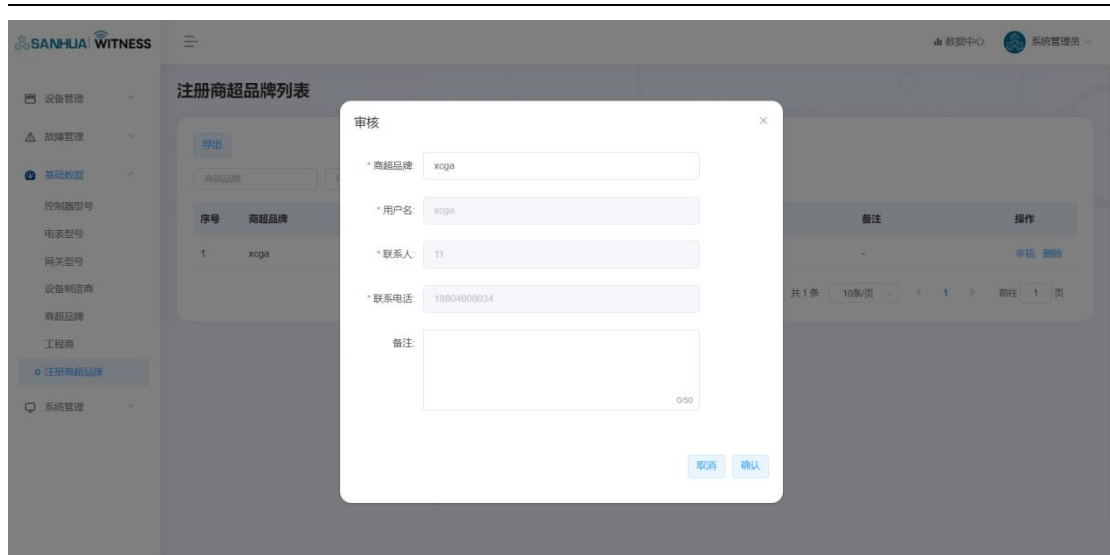 SANHUA WITNESS
数据中心 系统管理员
设备管理
故障管理
基础数据
控制器型号
电表型号
网关型号
设备制造商
商超品牌
工程商
注册商超品牌
系统管理
注册商超品牌列表
导出
商超品牌
序号 商超品牌 备注 操作
1 xcga - 审核 删除
共 1 条 10条/页 < 1 > 前往 1 页
审核 ×
* 商超品牌: xcga
* 用户名: xcga
* 联系人: 11
* 联系电话: 18804608034
备注:
0/50
取消 确认